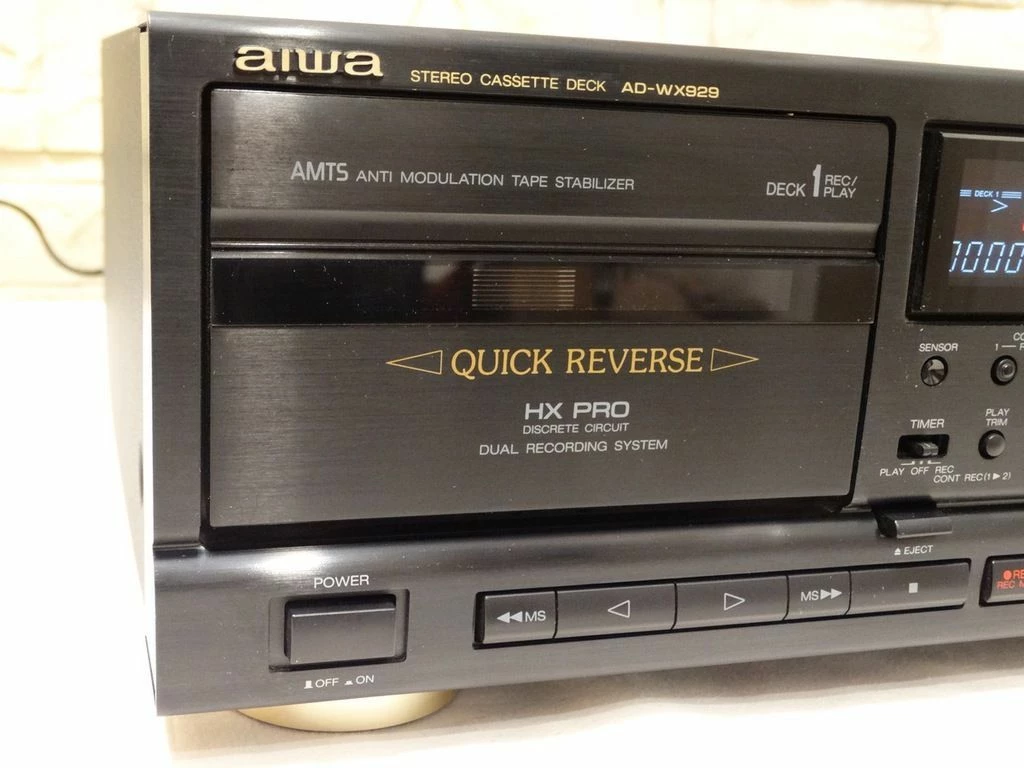 aiwa
STEREO CASSETTE DECK AD-WX929
AMTS ANTI MODULATION TAPE STABILIZER
DECK 1 REC/
PLAY
DECK 1
>
1000
QUICK REVERSE
HX PRO
DISCRETE CIRCUIT
DUAL RECORDING SYSTEM
SENSOR
1
TIMER
PLAY
TRIM
PLAY OFF REC
CONT REC (1▶2)
⏏ EJECT
POWER
OFF ON
◀◀ MS
◁
▷
MS ▶▶
■